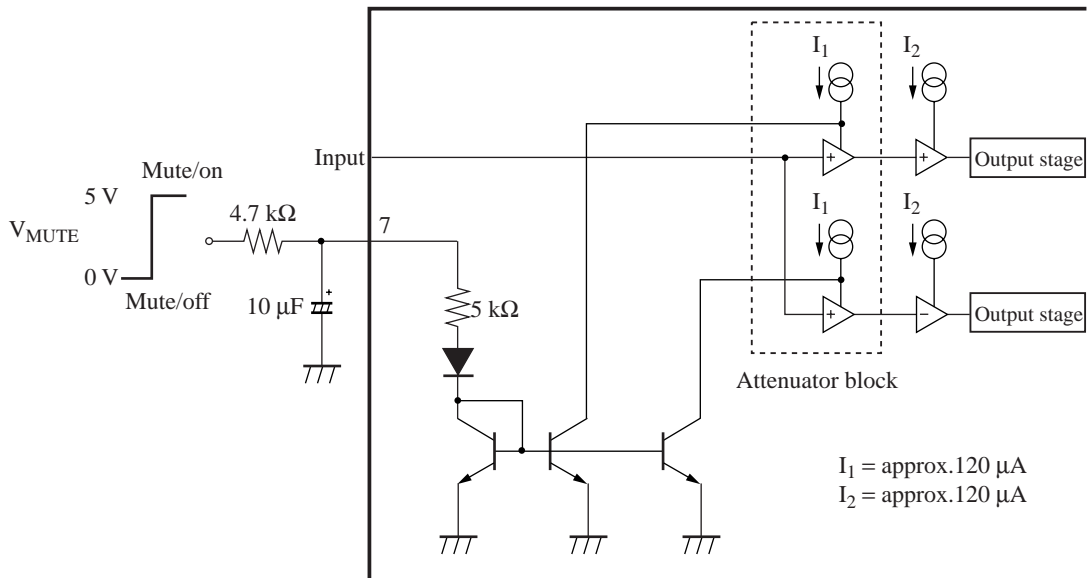 I1
I2
Input
Output stage
Mute/on
5 V
4.7 kΩ
7
VMUTE
I1
I2
0 V
Mute/off
10 μF
+
5 kΩ
Output stage
Attenuator block
I1 = approx.120 μA
I2 = approx.120 μA